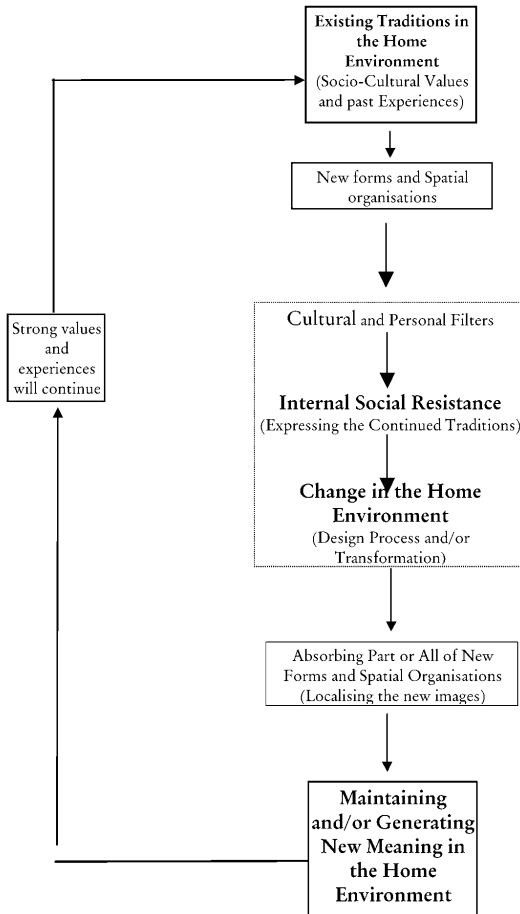 Existing Traditions in
the Home
Environment
(Socio-Cultural Values
and past Experiences)
New forms and Spatial
organisations
Cultural and Personal Filters
Internal Social Resistance
(Expressing the Continued Traditions)
Change in the Home
Environment
(Design Process and/or
Transformation)
Absorbing Part or All of New
Forms and Spatial Organisations
(Localising the new images)
Maintaining
and/or Generating
New Meaning in
the Home
Environment
Strong values
and
experiences
will continue